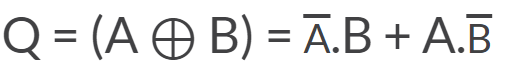 Q = (A ⊕ B) = A̅.B + A.B̅